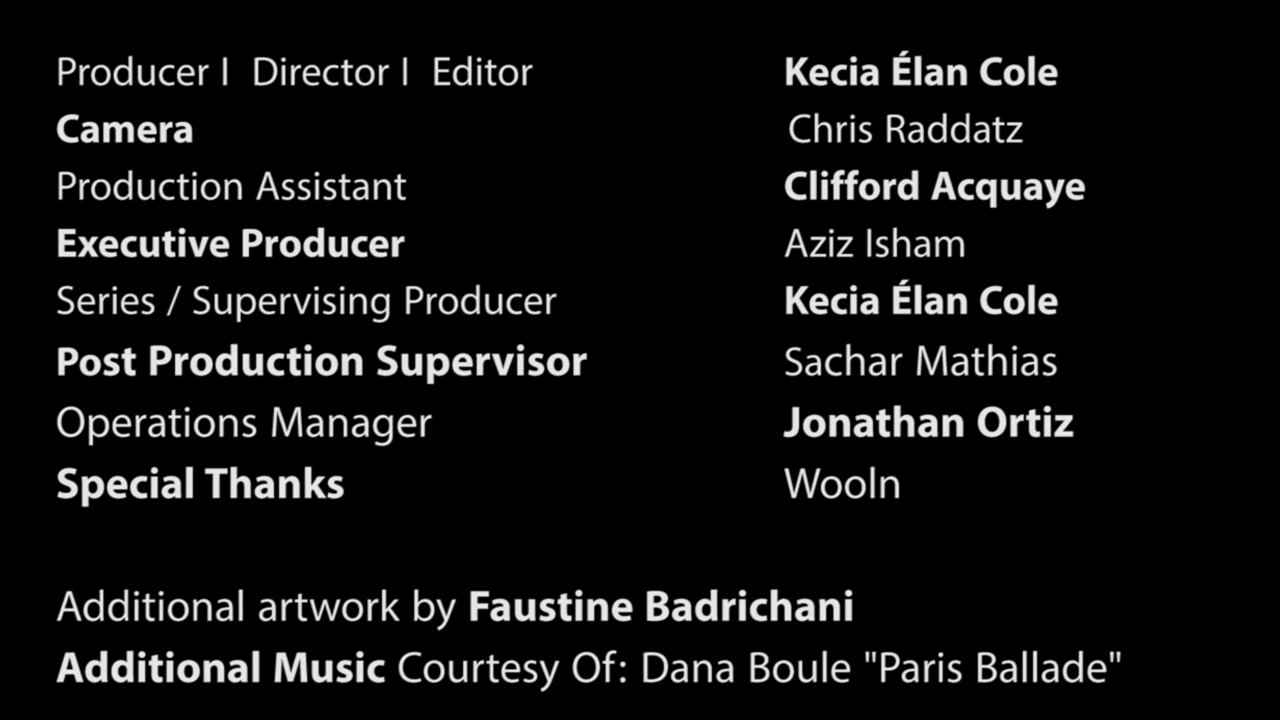 Producer I Director I Editor Kecia Élan Cole
Camera Chris Raddatz
Production Assistant Clifford Acquaye
Executive Producer Aziz Isham
Series / Supervising Producer Kecia Élan Cole
Post Production Supervisor Sachar Mathias
Operations Manager Jonathan Ortiz
Special Thanks Wooln
Additional artwork by Faustine Badrichani
Additional Music Courtesy Of: Dana Boule "Paris Ballade"